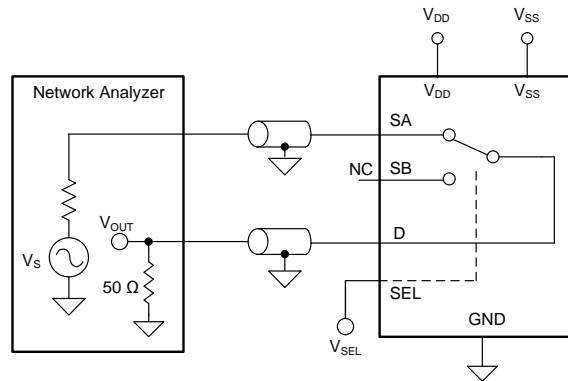 VDD
VSS
Network Analyzer
VDD
VSS
SA
NC
SB
VOUT
D
VS
50 Ω
SEL
GND
VSEL